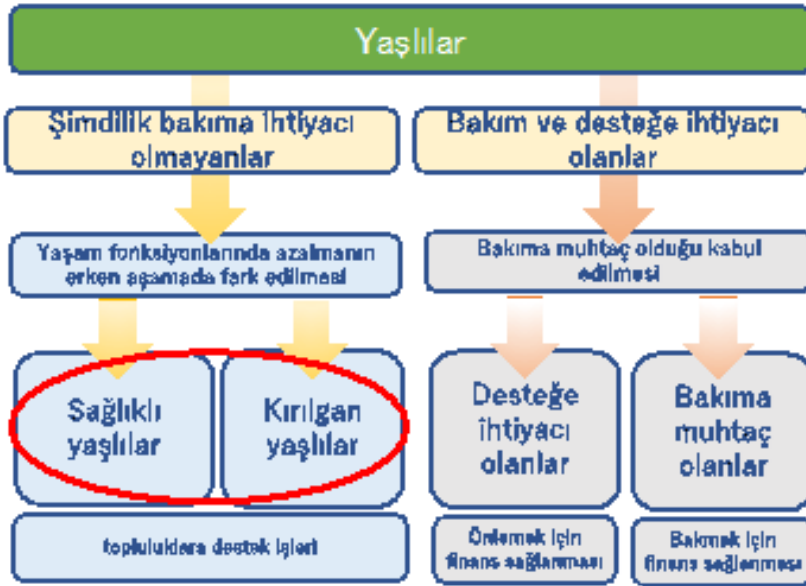 Yaşlılar
Şimdilik bakıma ihtiyacı
olmayanlar
Bakım ve desteğe ihtiyacı
olanlar
Yaşam fonksiyonlarında azalmanın
erken aşamada fark edilmesi
Bakıma muhtaç olduğu kabul
edilmesi
Sağlıklı
yaşlılar
Kırılgan
yaşlılar
Desteğe
ihtiyacı
olanlar
Bakıma
muhtaç
olanlar
topluluklara destek işleri
Önlemek için
finans sağlanması
Bakmak için
finans sağlanması